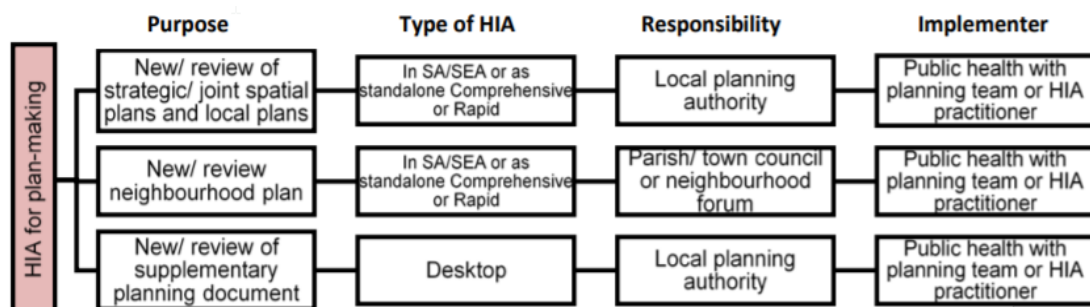 Purpose
Type of HIA
Responsibility
Implementer
HIA for plan-making
New/ review of
strategic/ joint spatial
plans and local plans
In SA/SEA or as
standalone Comprehensive
or Rapid
Local planning
authority
Public health with
planning team or HIA
practitioner
New/ review
neighbourhood plan
In SA/SEA or as
standalone Comprehensive
or Rapid
Parish/ town council
or neighbourhood
forum
Public health with
planning team or HIA
practitioner
New/ review of
supplementary
planning document
Desktop
Local planning
authority
Public health with
planning team or HIA
practitioner